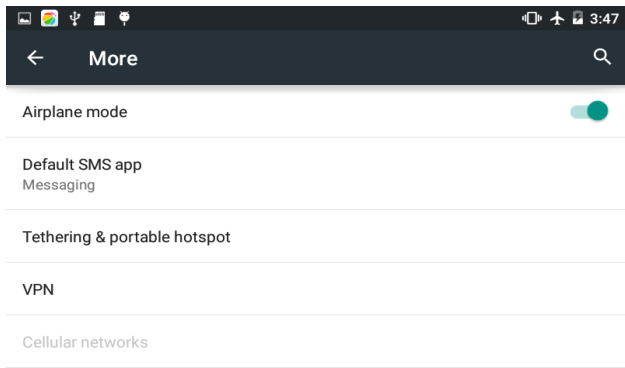 3:47
More
Airplane mode
Default SMS app
Messaging
Tethering & portable hotspot
VPN
Cellular networks